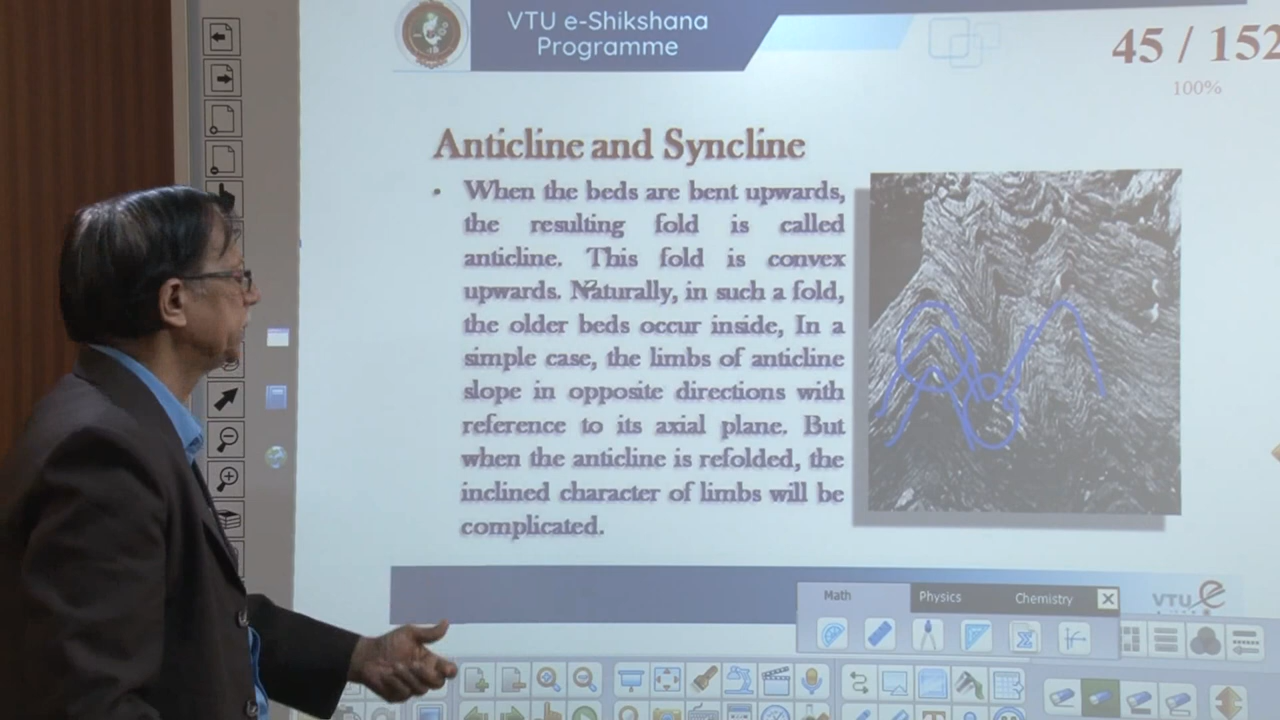 VTU e-Shikshana
Programme
45 / 152
100%
Anticline and Syncline
• When the beds are bent upwards,
the resulting fold is called
anticline. This fold is convex
upwards. Naturally, in such a fold,
the older beds occur inside, In a
simple case, the limbs of anticline
slope in opposite directions with
reference to its axial plane. But
when the anticline is refolded, the
inclined character of limbs will be
complicated.
Math Physics Chemistry
VTU e